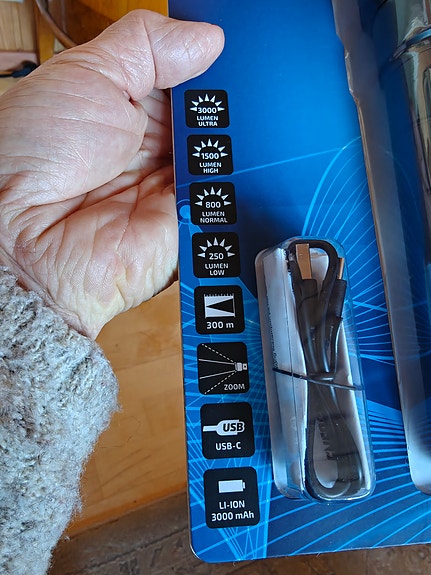 3000
LUMEN
ULTRA
1500
LUMEN
HIGH
800
LUMEN
NORMAL
250
LUMEN
LOW
300 m
ZOOM
USB
USB-C
LI-ION
3000 mAh